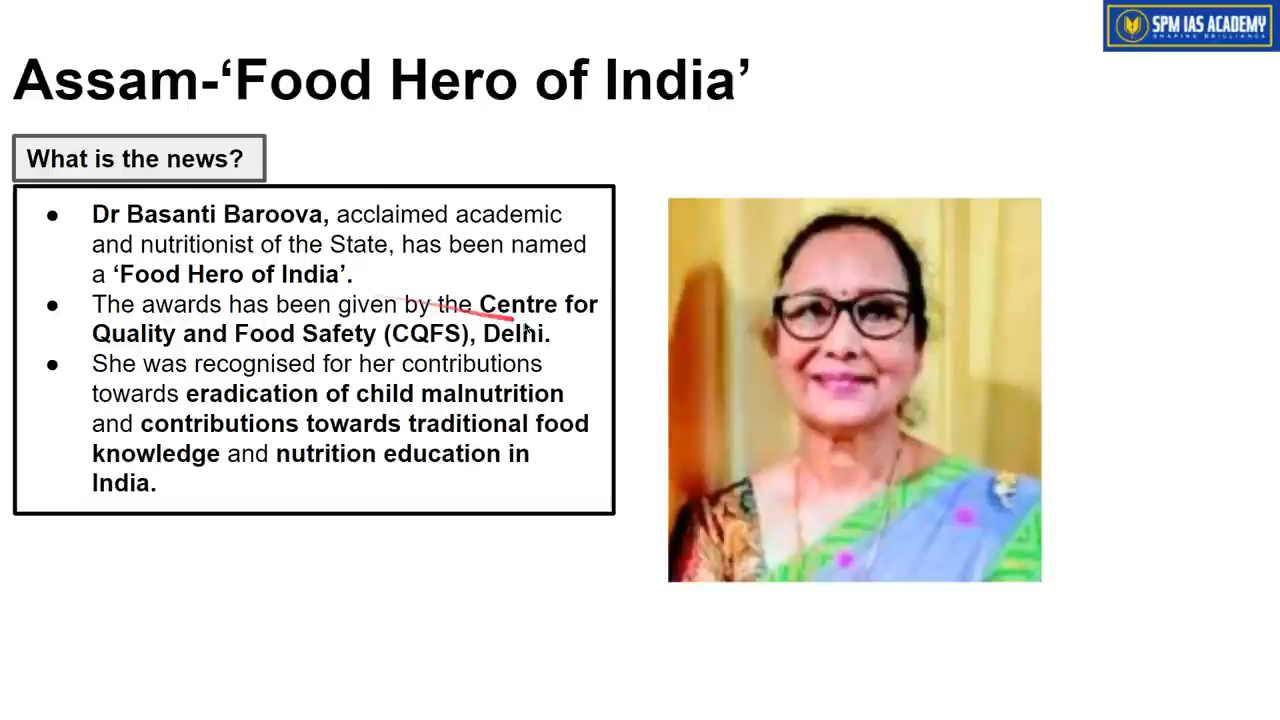 SPM IAS ACADEMY
SHAPING BRILLIANCE
Assam-‘Food Hero of India’
What is the news?
● Dr Basanti Baroova, acclaimed academic
and nutritionist of the State, has been named
a ‘Food Hero of India’.
● The awards has been given by the Centre for
Quality and Food Safety (CQFS), Delhi.
● She was recognised for her contributions
towards eradication of child malnutrition
and contributions towards traditional food
knowledge and nutrition education in
India.